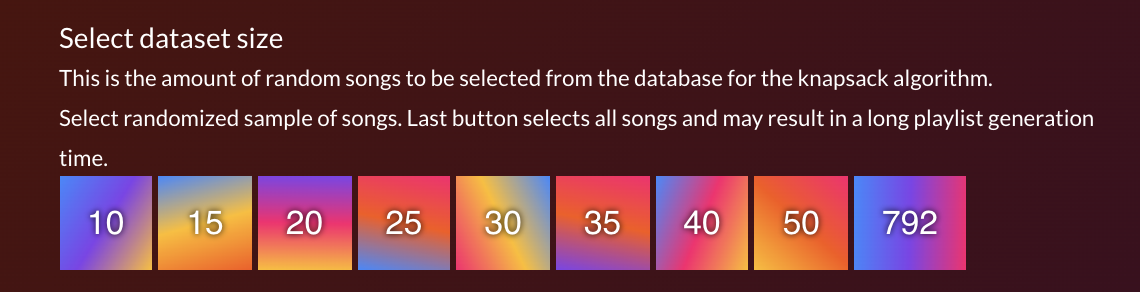 Select dataset size
This is the amount of random songs to be selected from the database for the knapsack algorithm.
Select randomized sample of songs. Last button selects all songs and may result in a long playlist generation
time.
10 15 20 25 30 35 40 50 792